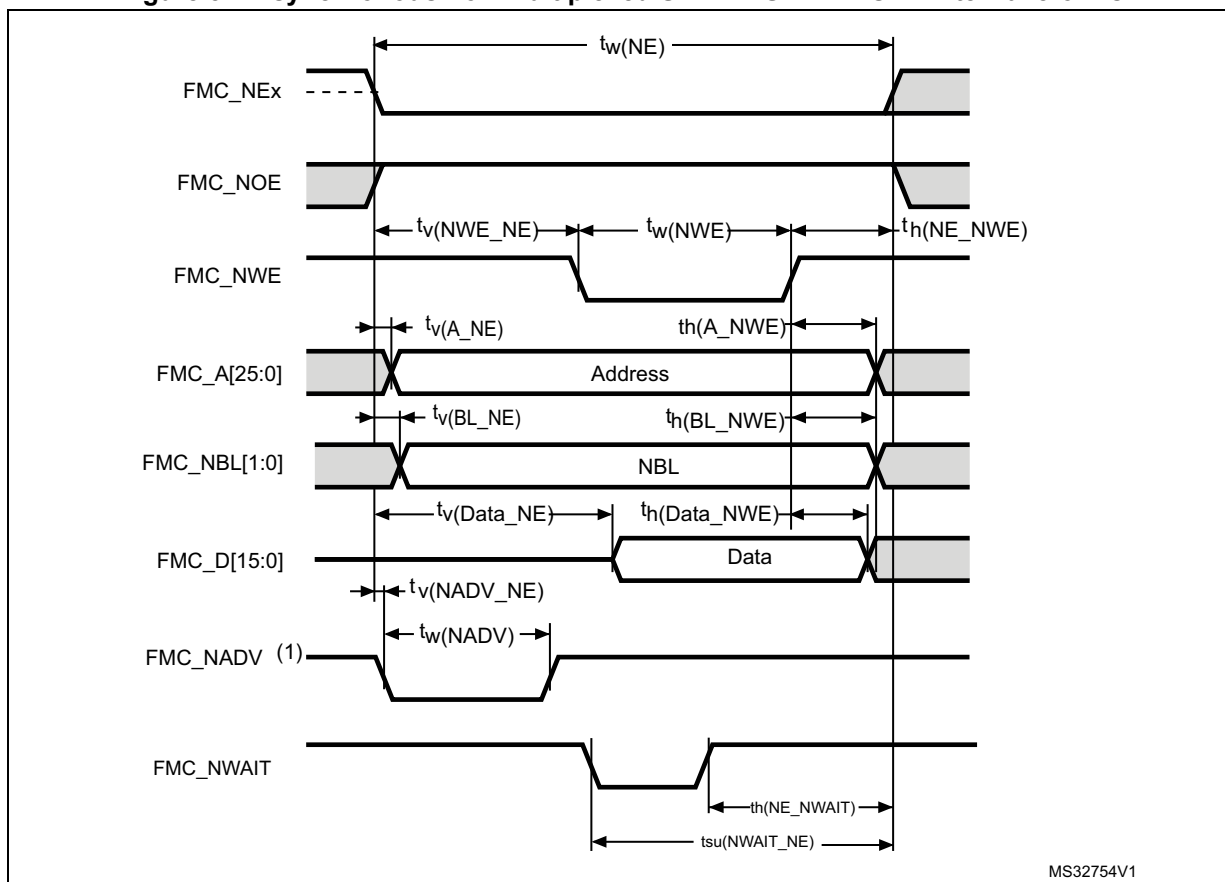 tw(NE)
FMC_NEx
FMC_NOE
tv(NWE_NE)
tw(NWE)
th(NE_NWE)
FMC_NWE
tv(A_NE)
th(A_NWE)
FMC_A[25:0]
Address
tv(BL_NE)
th(BL_NWE)
FMC_NBL[1:0]
NBL
tv(Data_NE)
th(Data_NWE)
FMC_D[15:0]
Data
tv(NADV_NE)
tw(NADV)
FMC_NADV (1)
FMC_NWAIT
th(NE_NWAIT)
tsu(NWAIT_NE)
MS32754V1